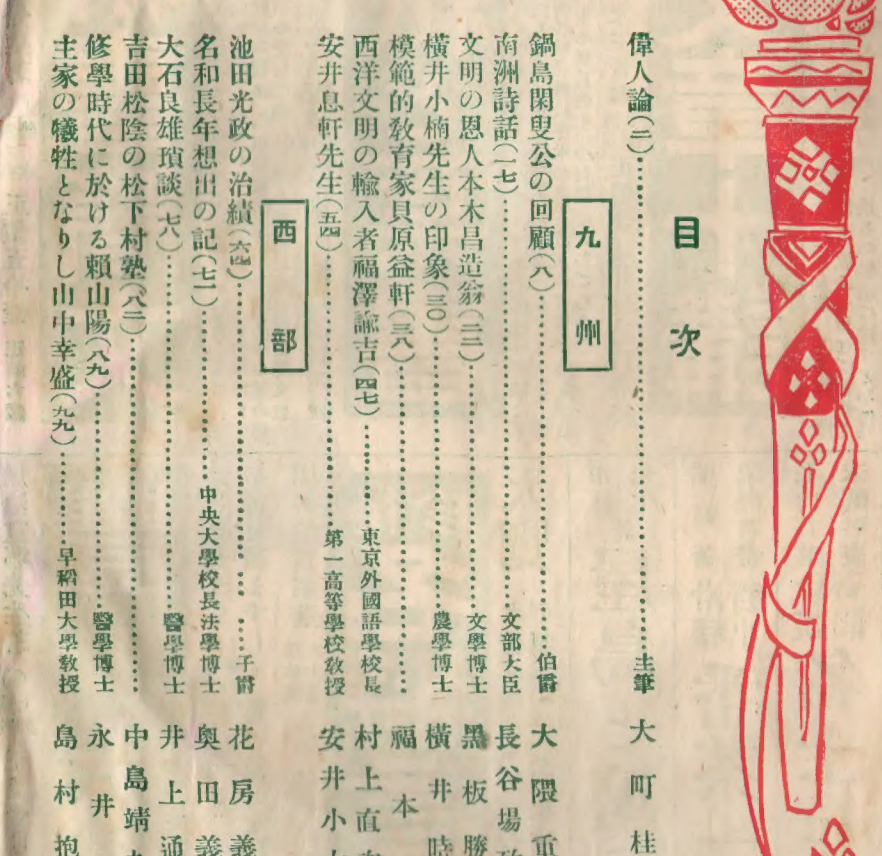 目次
偉人論(二)…………主筆 大町桂
九州
鍋島閑叟公の回顧(八)…………伯爵 大隈重
南洲詩話(一七)…………文部大臣 長谷場
文明の恩人本木昌造翁(二二)…………文學博士 黑板勝
橫井小楠先生の印象(三〇)…………農學博士 橫井時
模範的敎育家貝原益軒(三八)…………福本
西洋文明の輸入者福澤諭吉(四七)…………東京外國語學校長 村上直
安井息軒先生(五四)…………第一高等學校敎授 安井小
西部
池田光政の治績(六四)…………子爵 花房義
名和長年想出の記(七一)…………中央大學校長法學博士 奧田義
大石良雄瑣談(七八)…………醫學博士 井上通
吉田松陰の松下村塾(八二)…………中島靖
修學時代に於ける賴山陽(八九)…………醫學博士 永井
主家の犧牲となりし山中幸盛(九九)…………早稻田大學敎授 島村抱